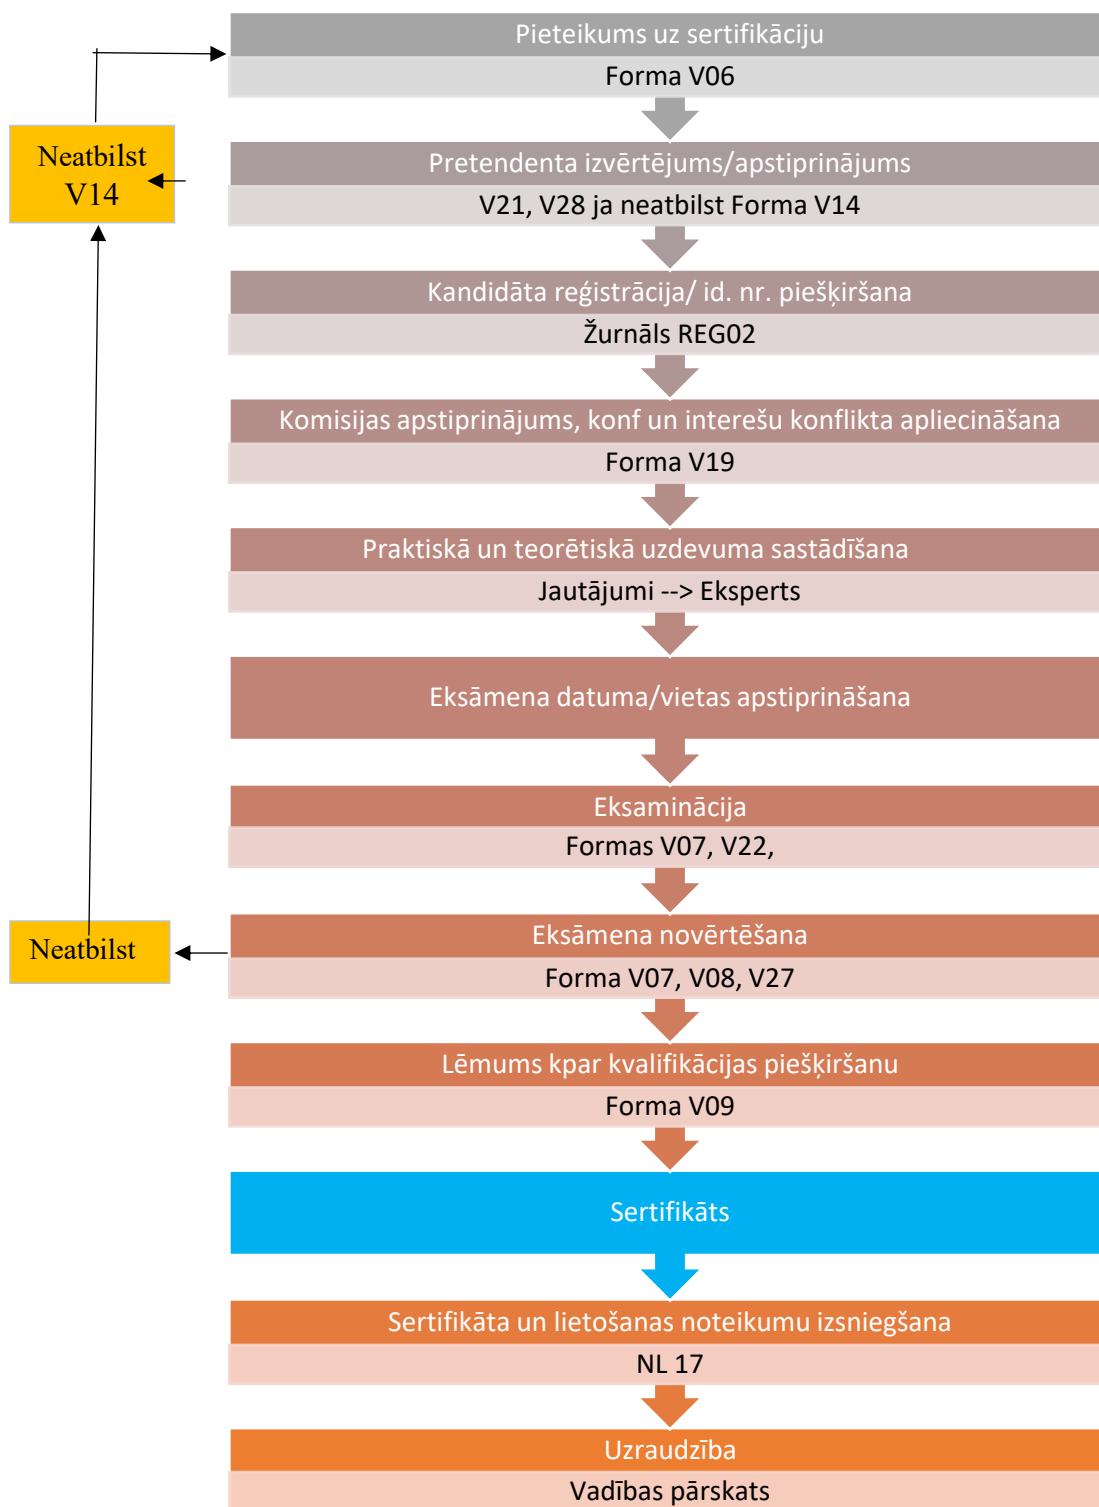 Pieteikums uz sertifikāciju
Forma V06
Neatbilst
V14
Pretendenta izvērtējums/apstiprinājums
V21, V28 ja neatbilst Forma V14
Kandidāta reģistrācija/ id. nr. piešķiršana
Žurnāls REG02
Komisijas apstiprinājums, konf un interešu konflikta apliecināšana
Forma V19
Praktiskā un teorētiskā uzdevuma sastādīšana
Jautājumi --> Eksperts
Eksāmena datuma/vietas apstiprināšana
Eksaminācija
Formas V07, V22,
Neatbilst
Eksāmena novērtēšana
Forma V07, V08, V27
Lēmums kpar kvalifikācijas piešķiršanu
Forma V09
Sertifikāts
Sertifikāta un lietošanas noteikumu izsniegšana
NL 17
Uzraudzība
Vadības pārskats